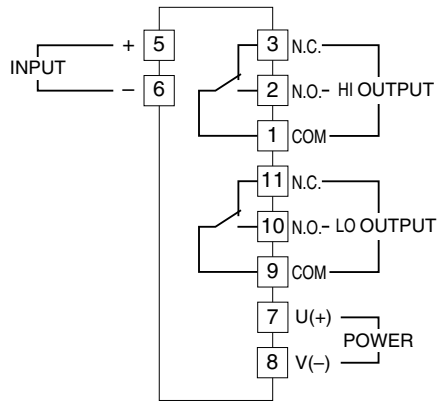 INPUT
+ 5
– 6
3 N.C.
2 N.O. HI OUTPUT
1 COM
11 N.C.
10 N.O. LO OUTPUT
9 COM
7 U(+)
POWER
8 V(–)